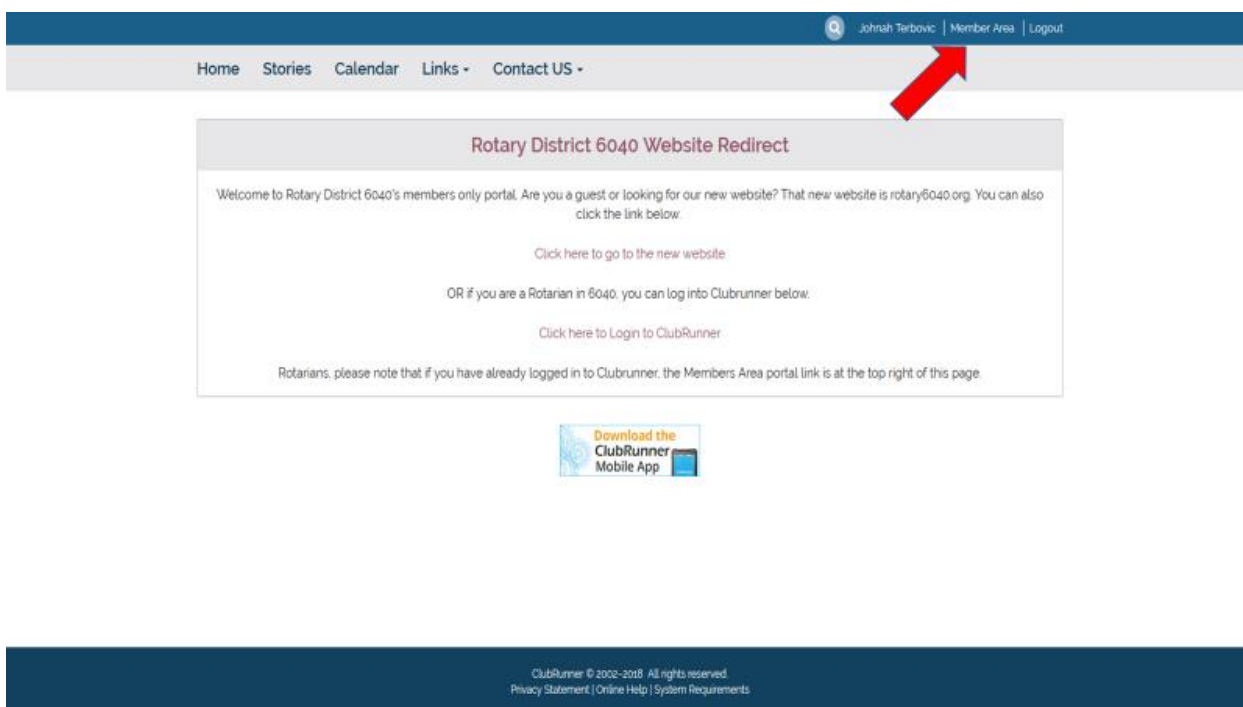 Johnah Terbovic | Member Area | Logout
Home Stories Calendar Links Contact US
Rotary District 6040 Website Redirect
Welcome to Rotary District 6040's members only portal. Are you a guest or looking for our new website? That new website is rotary6040.org. You can also
click the link below.
Click here to go to the new website
OR if you are a Rotarian in 6040, you can log into Clubrunner below.
Click here to Login to ClubRunner
Rotarians, please note that if you have already logged in to Clubrunner, the Members Area portal link is at the top right of this page.
Download the
ClubRunner
Mobile App
ClubRunner © 2002-2018 All rights reserved.
Privacy Statement | Online Help | System Requirements